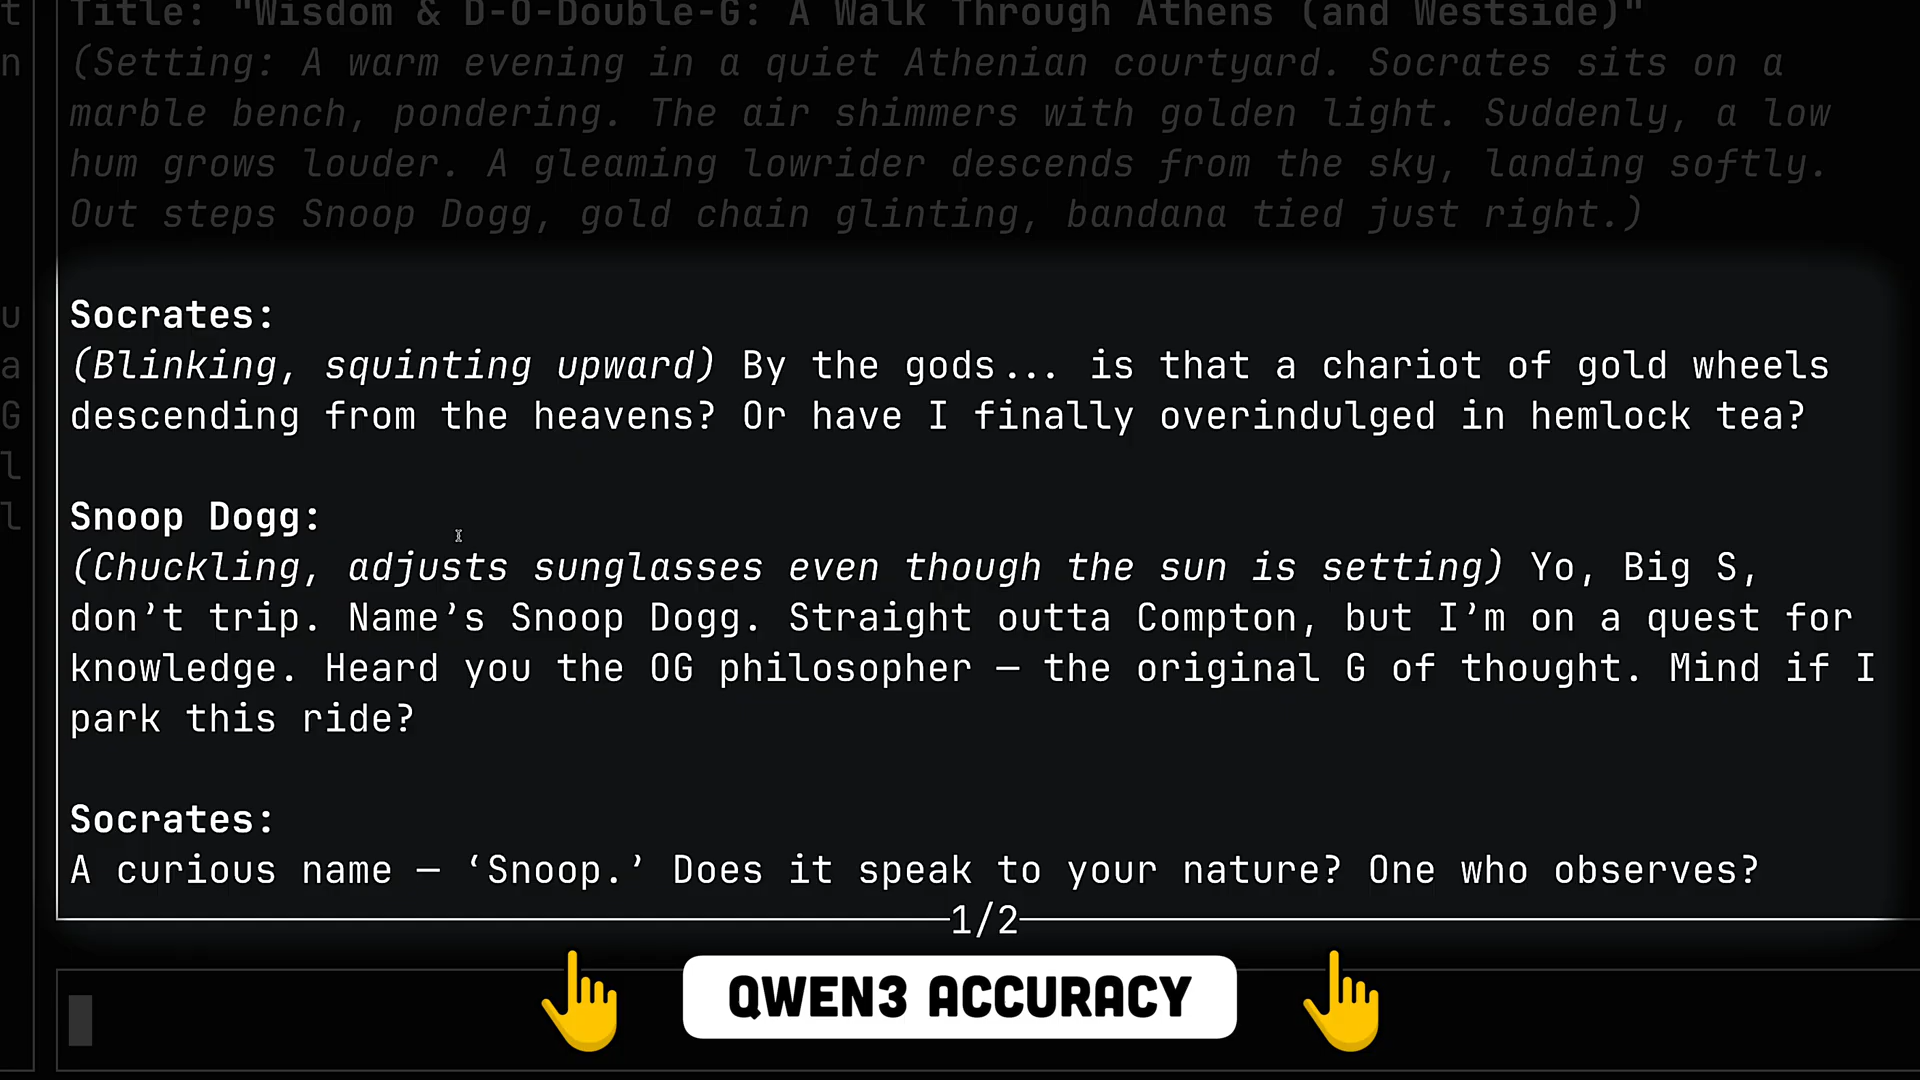 Title: "Wisdom & D-O-Double-G: A Walk Through Athens (and Westside)"
(Setting: A warm evening in a quiet Athenian courtyard. Socrates sits on a
marble bench, pondering. The air shimmers with golden light. Suddenly, a low
hum grows louder. A gleaming lowrider descends from the sky, landing softly.
Out steps Snoop Dogg, gold chain glinting, bandana tied just right.)
Socrates:
(Blinking, squinting upward) By the gods... is that a chariot of gold wheels
descending from the heavens? Or have I finally overindulged in hemlock tea?
Snoop Dogg:
(Chuckling, adjusts sunglasses even though the sun is setting) Yo, Big S,
don’t trip. Name’s Snoop Dogg. Straight outta Compton, but I’m on a quest for
knowledge. Heard you the OG philosopher — the original G of thought. Mind if I
park this ride?
Socrates:
A curious name — ‘Snoop.’ Does it speak to your nature? One who observes?
1/2
QWEN3 ACCURACY
t
n
u
a
G
l
l